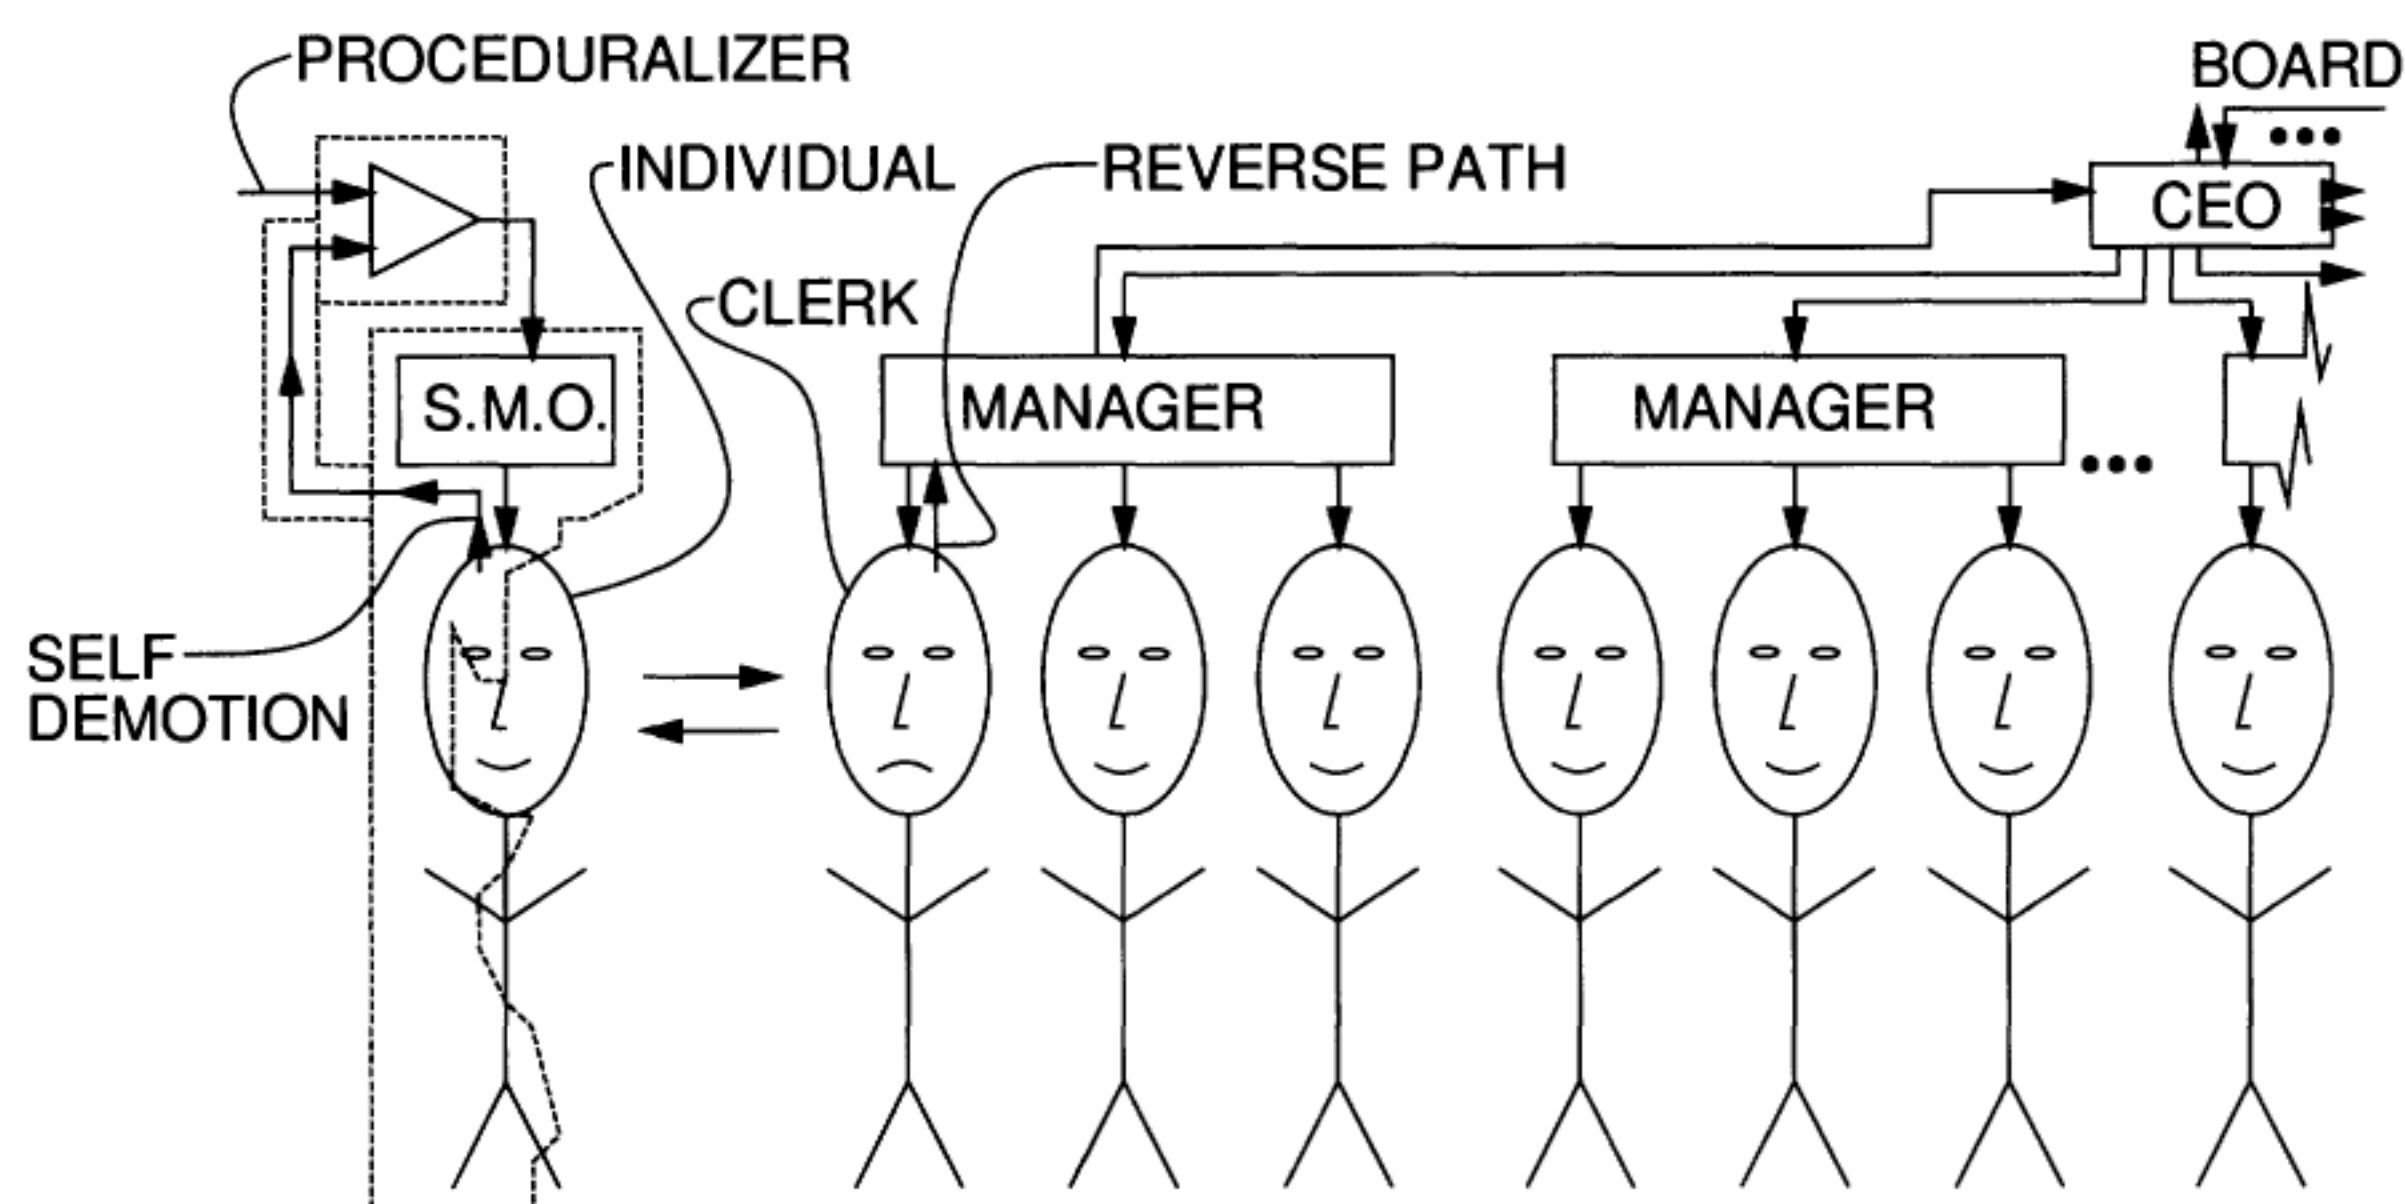 PROCEDURALIZER
BOARD
INDIVIDUAL
REVERSE PATH
CEO
CLERK
S.M.O.
MANAGER
MANAGER
SELF
DEMOTION